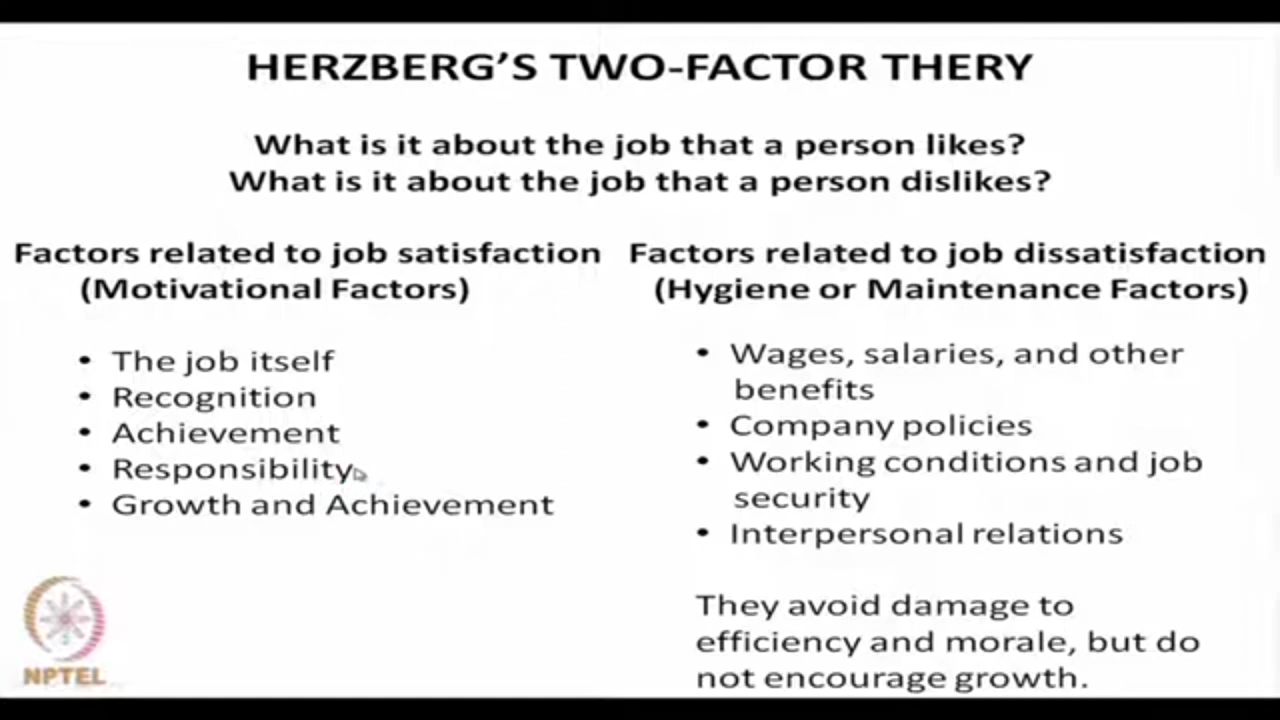 HERZBERG'S TWO-FACTOR THERY
What is it about the job that a person likes?
What is it about the job that a person dislikes?
Factors related to job satisfaction
(Motivational Factors)
• The job itself
• Recognition
• Achievement
• Responsibility
• Growth and Achievement
Factors related to job dissatisfaction
(Hygiene or Maintenance Factors)
• Wages, salaries, and other
benefits
• Company policies
• Working conditions and job
security
• Interpersonal relations
They avoid damage to
efficiency and morale, but do
not encourage growth.
NPTEL